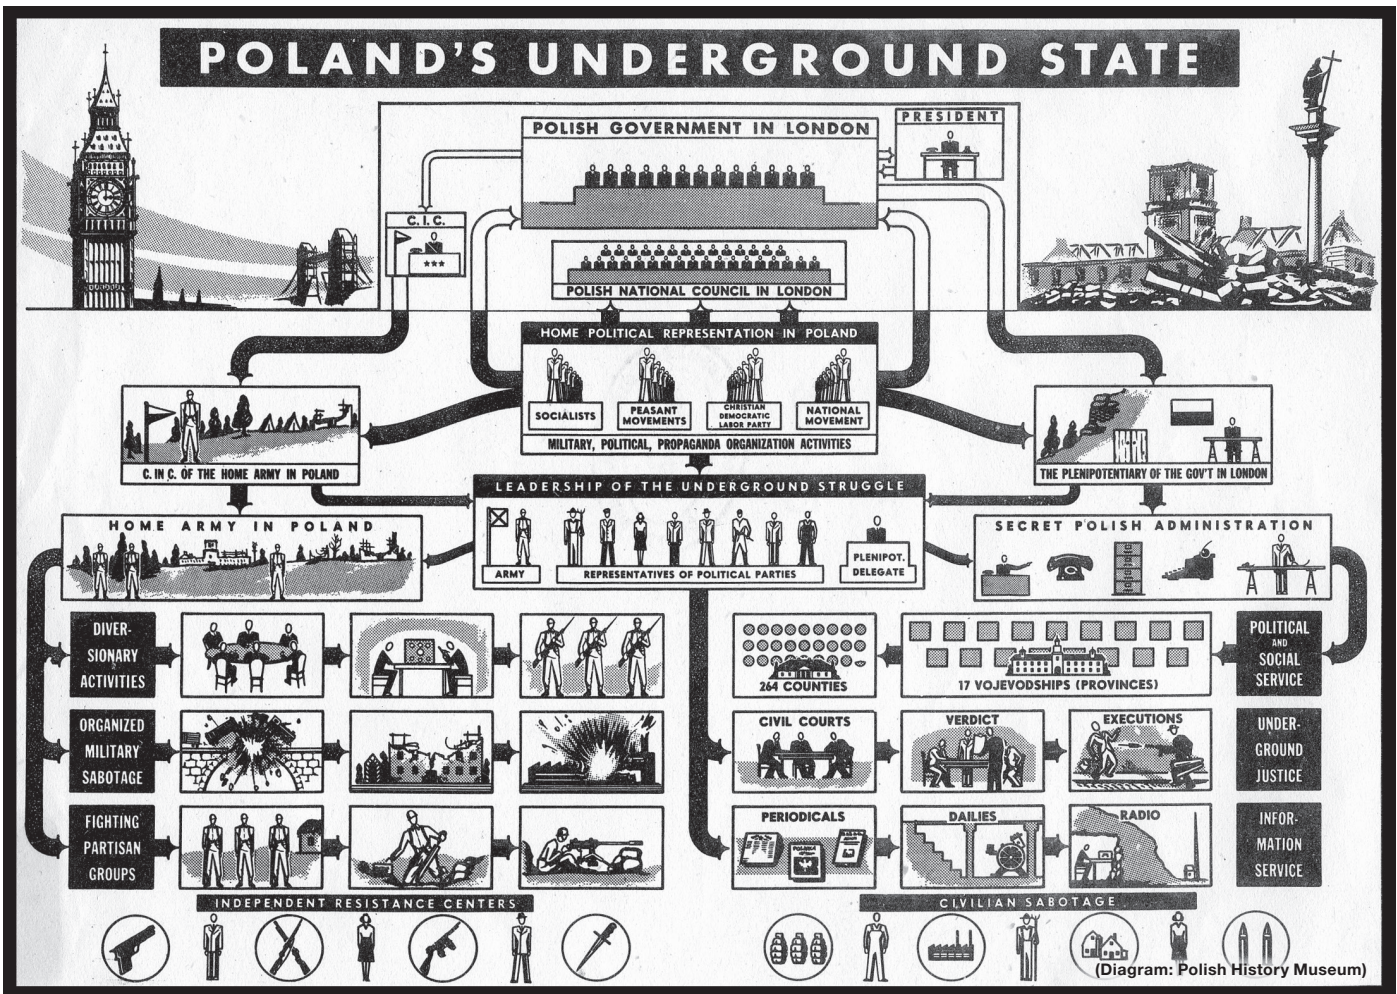 POLAND'S UNDERGROUND STATE
POLISH GOVERNMENT IN LONDON
PRESIDENT
C. I. C.
POLISH NATIONAL COUNCIL IN LONDON
HOME POLITICAL REPRESENTATION IN POLAND
SOCIALISTS
PEASANT
MOVEMENTS
CHRISTIAN
DEMOCRATIC
LABOR PARTY
NATIONAL
MOVEMENT
MILITARY, POLITICAL, PROPAGANDA ORGANIZATION ACTIVITIES
C. IN C. OF THE HOME ARMY IN POLAND
THE PLENIPOTENTIARY OF THE GOV'T IN LONDON
LEADERSHIP OF THE UNDERGROUND STRUGGLE
ARMY
REPRESENTATIVES OF POLITICAL PARTIES
PLENIPOT.
DELEGATE
HOME ARMY IN POLAND
SECRET POLISH ADMINISTRATION
DIVER-
SIONARY
ACTIVITIES
264 COUNTIES
17 VOJEVODSHIPS (PROVINCES)
POLITICAL
AND
SOCIAL
SERVICE
ORGANIZED
MILITARY
SABOTAGE
CIVIL COURTS
VERDICT
EXECUTIONS
UNDER-
GROUND
JUSTICE
FIGHTING
PARTISAN
GROUPS
PERIODICALS
DAILIES
RADIO
INFOR-
MATION
SERVICE
INDEPENDENT RESISTANCE CENTERS
CIVILIAN SABOTAGE
(Diagram: Polish History Museum)